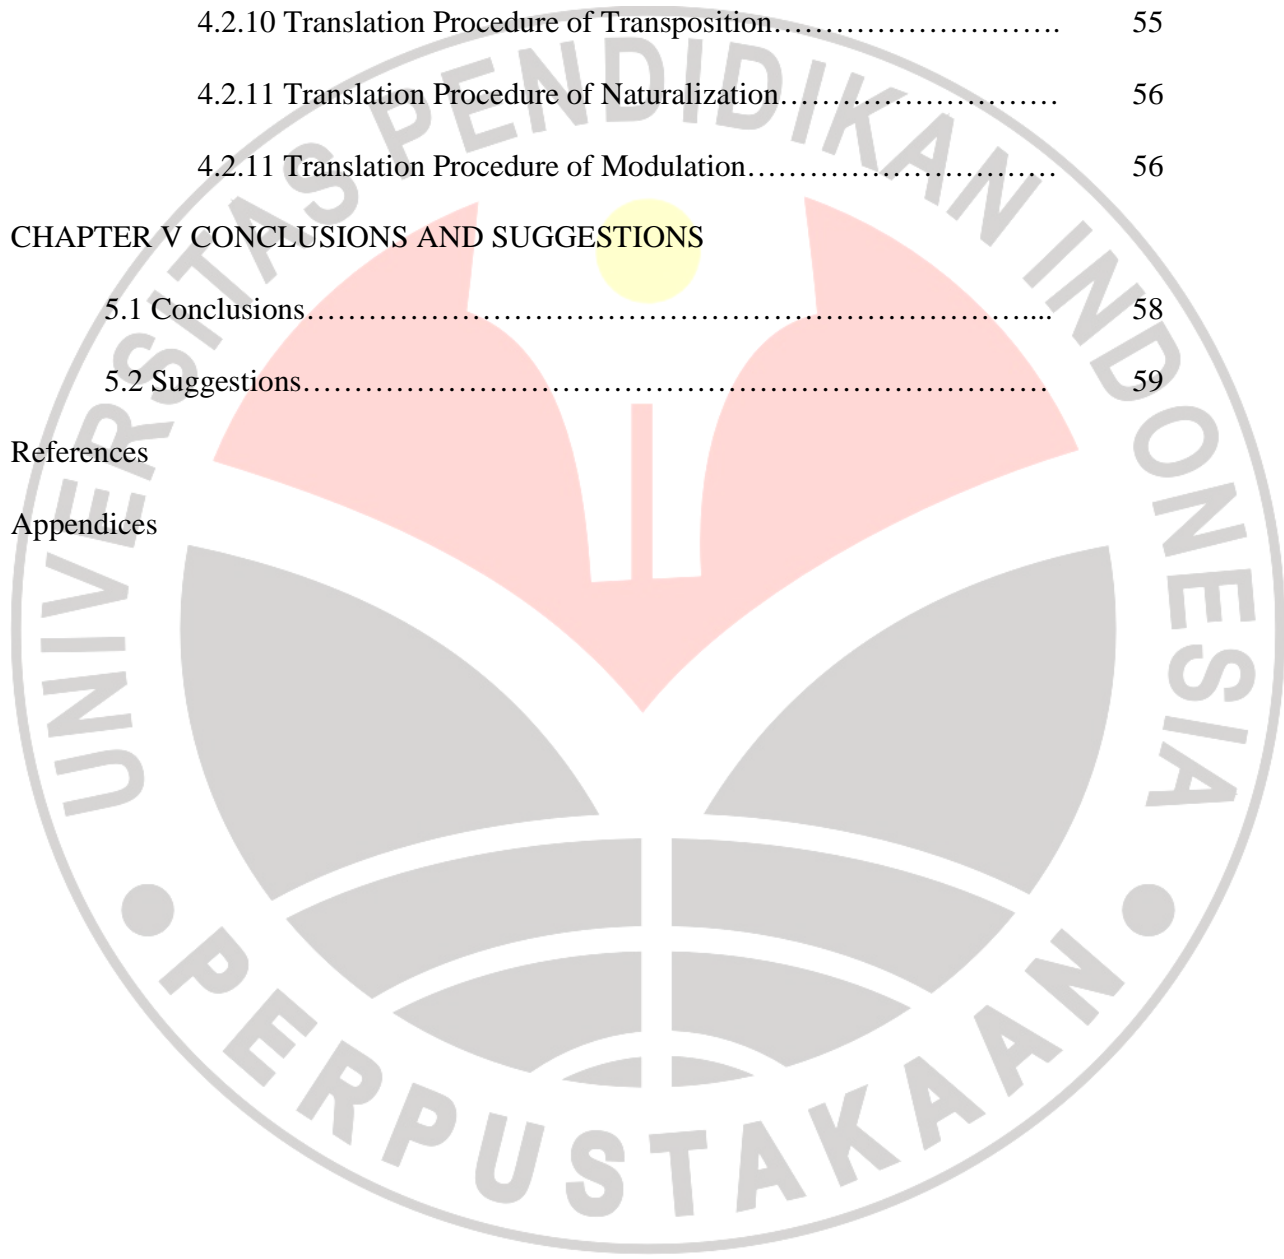 4.2.10 Translation Procedure of Transposition………………………. 55
4.2.11 Translation Procedure of Naturalization……………………… 56
4.2.11 Translation Procedure of Modulation………………………… 56
CHAPTER V CONCLUSIONS AND SUGGESTIONS
5.1 Conclusions…………………………………………………………….... 58
5.2 Suggestions……………………………………………………………… 59
References
Appendices
UNIVERSITAS PENDIDIKAN INDONESIA
PERPUSTAKAAN